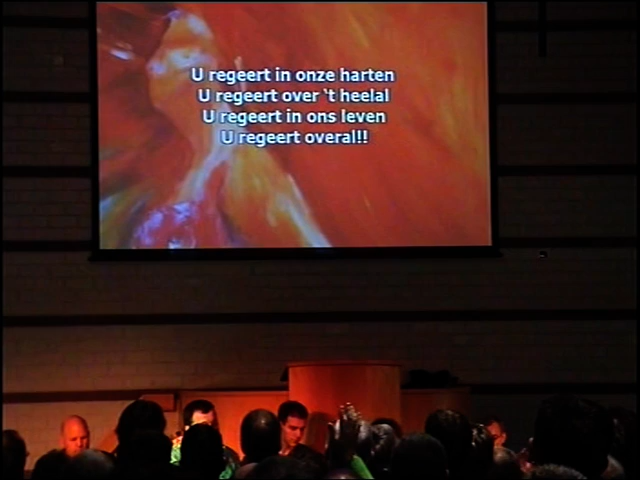 U regeert in onze harten
U regeert over ‘t heelal
U regeert in ons leven
U regeert overal!!